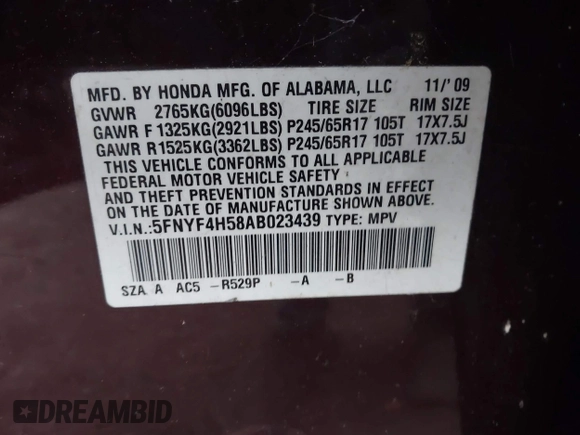 MFD. BY HONDA MFG. OF ALABAMA, LLC 11/'09
GVWR 2765KG(6096LBS) TIRE SIZE RIM SIZE
GAWR F 1325KG(2921LBS) P245/65R17 105T 17X7.5J
GAWR R1525KG(3362LBS) P245/65R17 105T 17X7.5J
THIS VEHICLE CONFORMS TO ALL APPLICABLE
FEDERAL MOTOR VEHICLE SAFETY
AND THEFT PREVENTION STANDARDS IN EFFECT
ON THE DATE OF MANUFACTURE SHOWN ABOVE.
V.I.N.:5FNYF4H58AB023439 TYPE: MPV
SZA A AC5 -R529P -A -B
DREAMBID